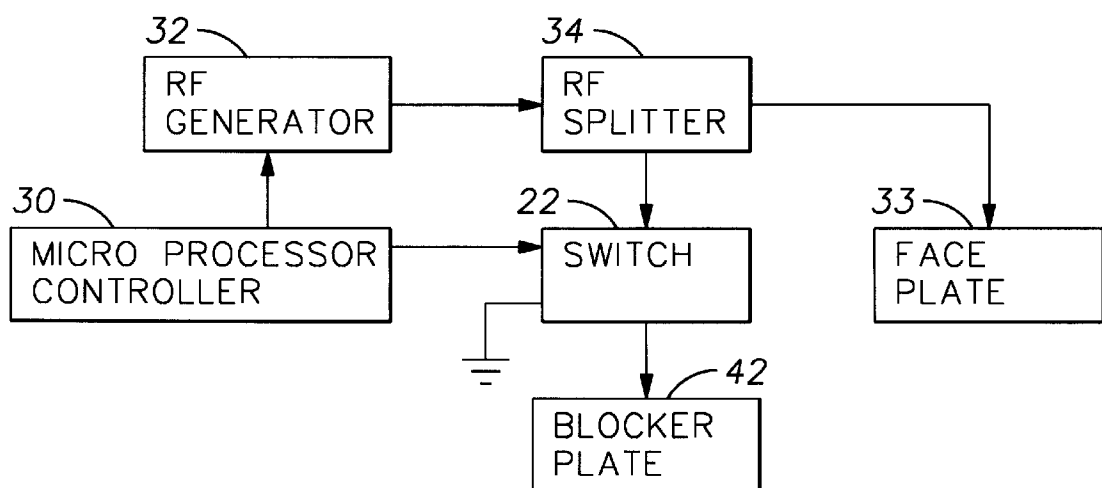 32
RF
GENERATOR
34
RF
SPLITTER
30
MICRO PROCESSOR
CONTROLLER
22
SWITCH
33
FACE
PLATE
42
BLOCKER
PLATE